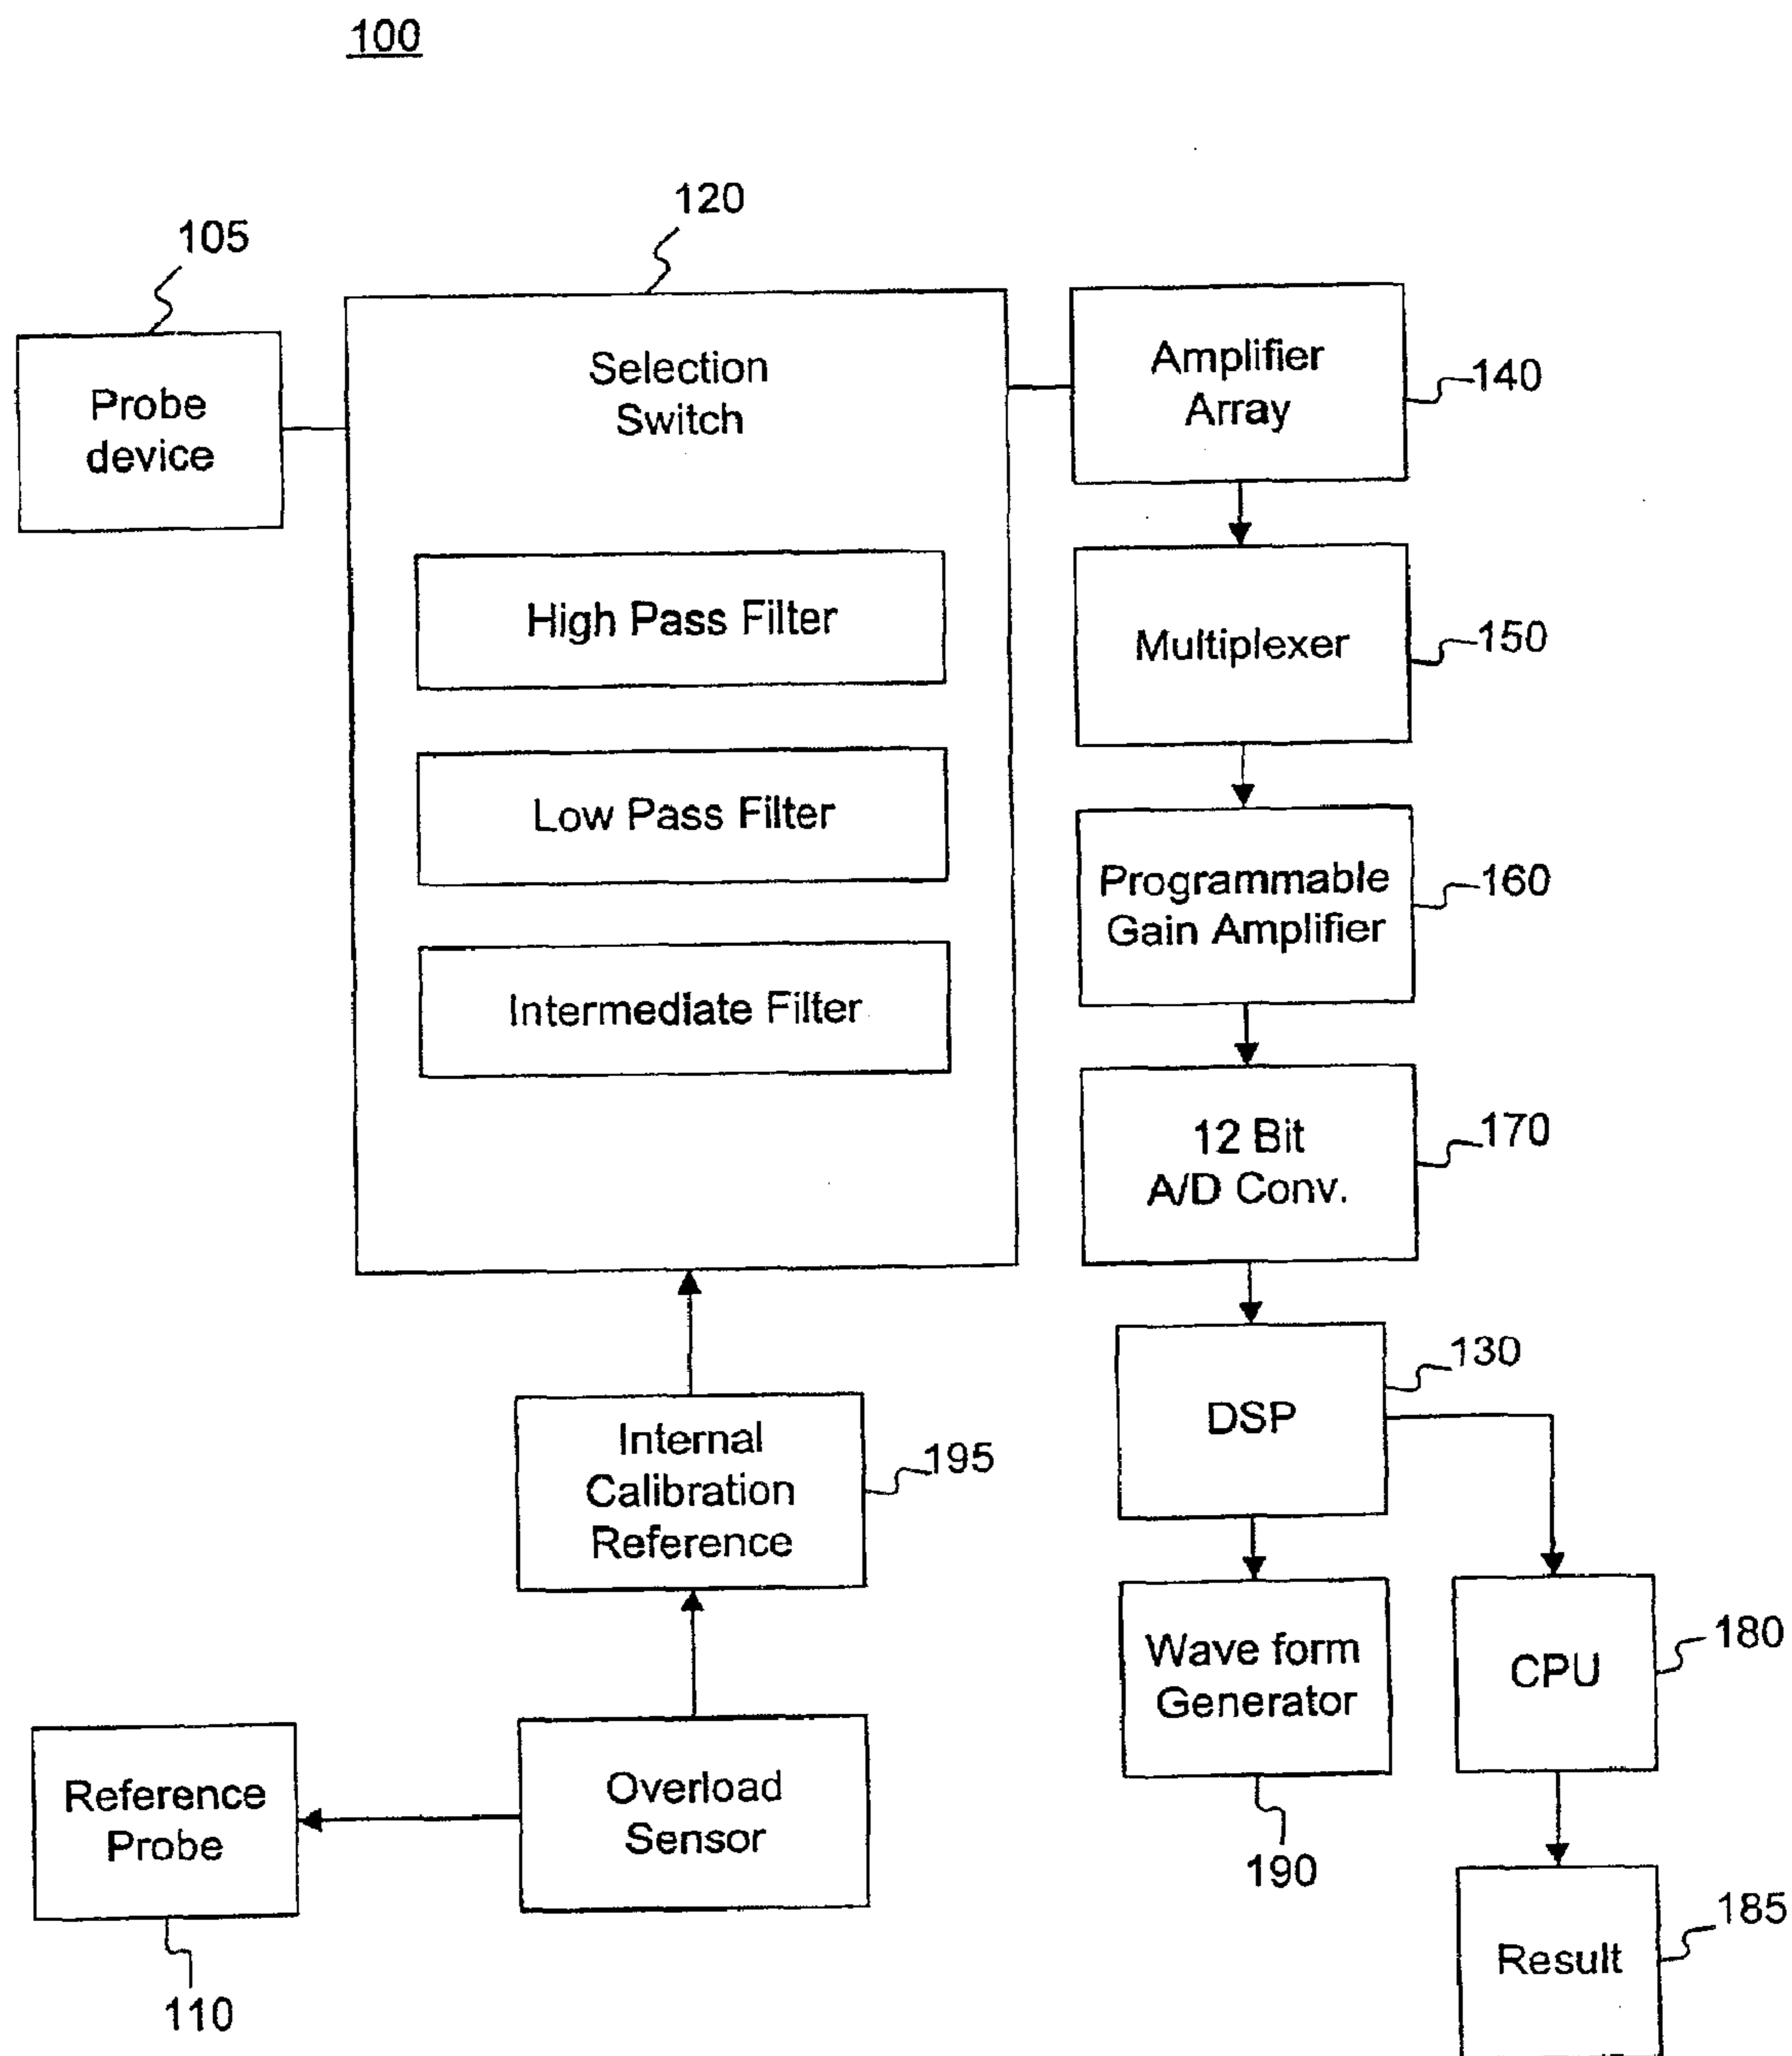 100
120
105
Selection
Switch
Probe
device
Amplifier
Array
140
High Pass Filter
Multiplexer
150
Low Pass Filter
Programmable
Gain Amplifier
160
Intermediate Filter
12 Bit
A/D Conv.
170
DSP
130
Internal
Calibration
Reference
195
Wave form
Generator
CPU
180
190
Reference
Probe
Overload
Sensor
110
Result
185